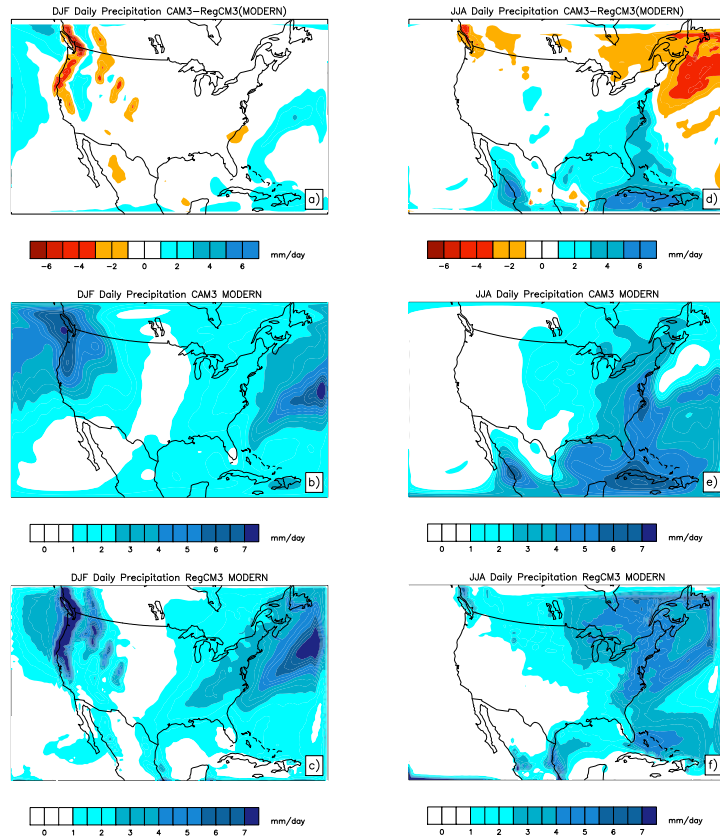 DJF Daily Precipitation CAM3-RegCM3(MODERN)
a)
-6 -4 -2 0 2 4 6 mm/day
DJF Daily Precipitation CAM3 MODERN
b)
0 1 2 3 4 5 6 7 mm/day
DJF Daily Precipitation RegCM3 MODERN
c)
0 1 2 3 4 5 6 7 mm/day
JJA Daily Precipitation CAM3-RegCM3(MODERN)
d)
-6 -4 -2 0 2 4 6 mm/day
JJA Daily Precipitation CAM3 MODERN
e)
0 1 2 3 4 5 6 7 mm/day
JJA Daily Precipitation RegCM3 MODERN
f)
0 1 2 3 4 5 6 7 mm/day